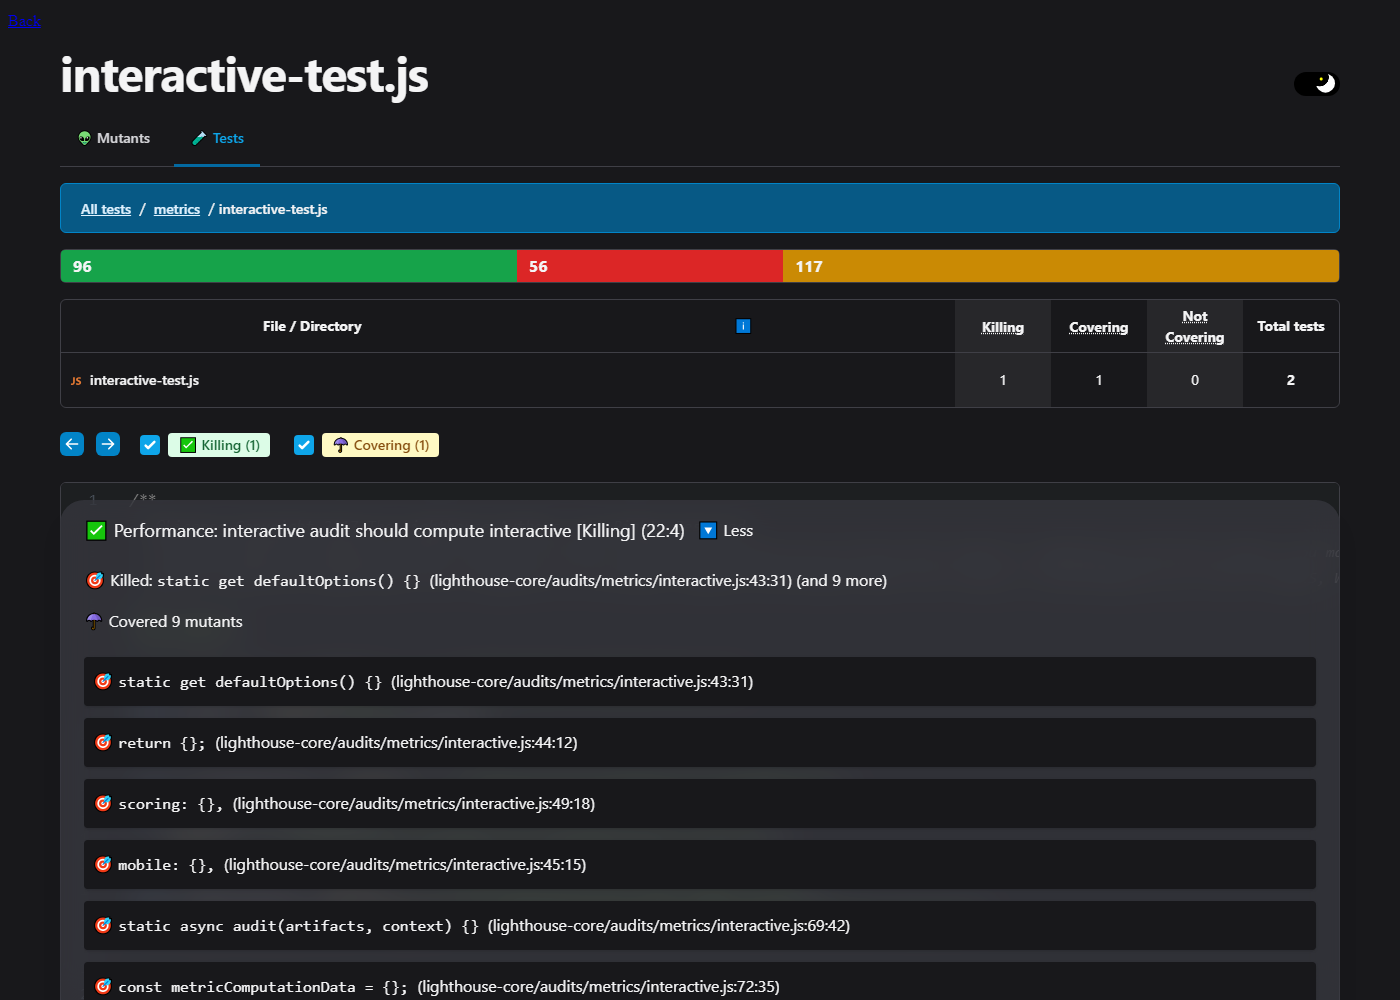 Back
interactive-test.js
Mutants Tests
All tests / metrics / interactive-test.js
96 56 117
File / Directory Killing Covering Not Covering Total tests
JS interactive-test.js 1 1 0 2
Killing (1) Covering (1)
1 /**
Performance: interactive audit should compute interactive [Killing] (22:4) Less
Killed: static get defaultOptions() {} (lighthouse-core/audits/metrics/interactive.js:43:31) (and 9 more)
Covered 9 mutants
static get defaultOptions() {} (lighthouse-core/audits/metrics/interactive.js:43:31)
return {}; (lighthouse-core/audits/metrics/interactive.js:44:12)
scoring: {}, (lighthouse-core/audits/metrics/interactive.js:49:18)
mobile: {}, (lighthouse-core/audits/metrics/interactive.js:45:15)
static async audit(artifacts, context) {} (lighthouse-core/audits/metrics/interactive.js:69:42)
const metricComputationData = {}; (lighthouse-core/audits/metrics/interactive.js:72:35)